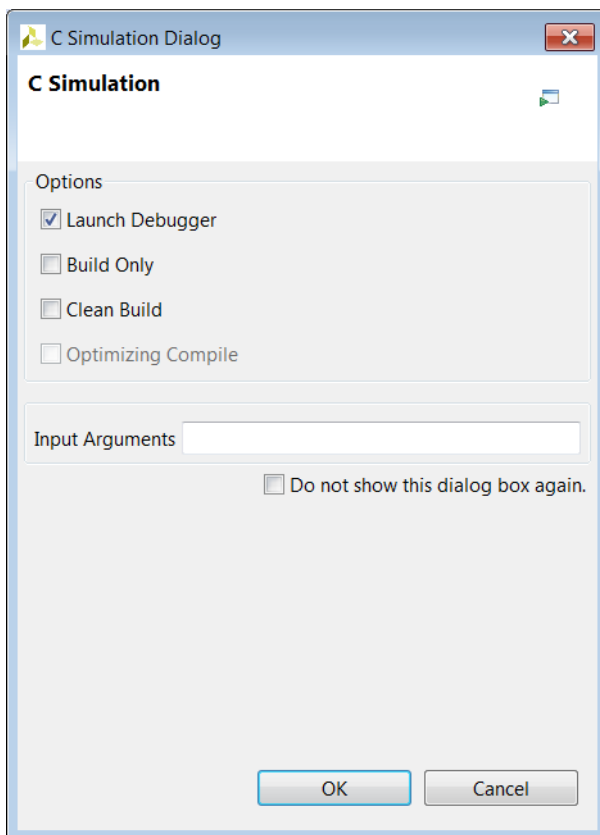 C Simulation Dialog
C Simulation
Options
Launch Debugger
Build Only
Clean Build
Optimizing Compile
Input Arguments
Do not show this dialog box again.
OK
Cancel